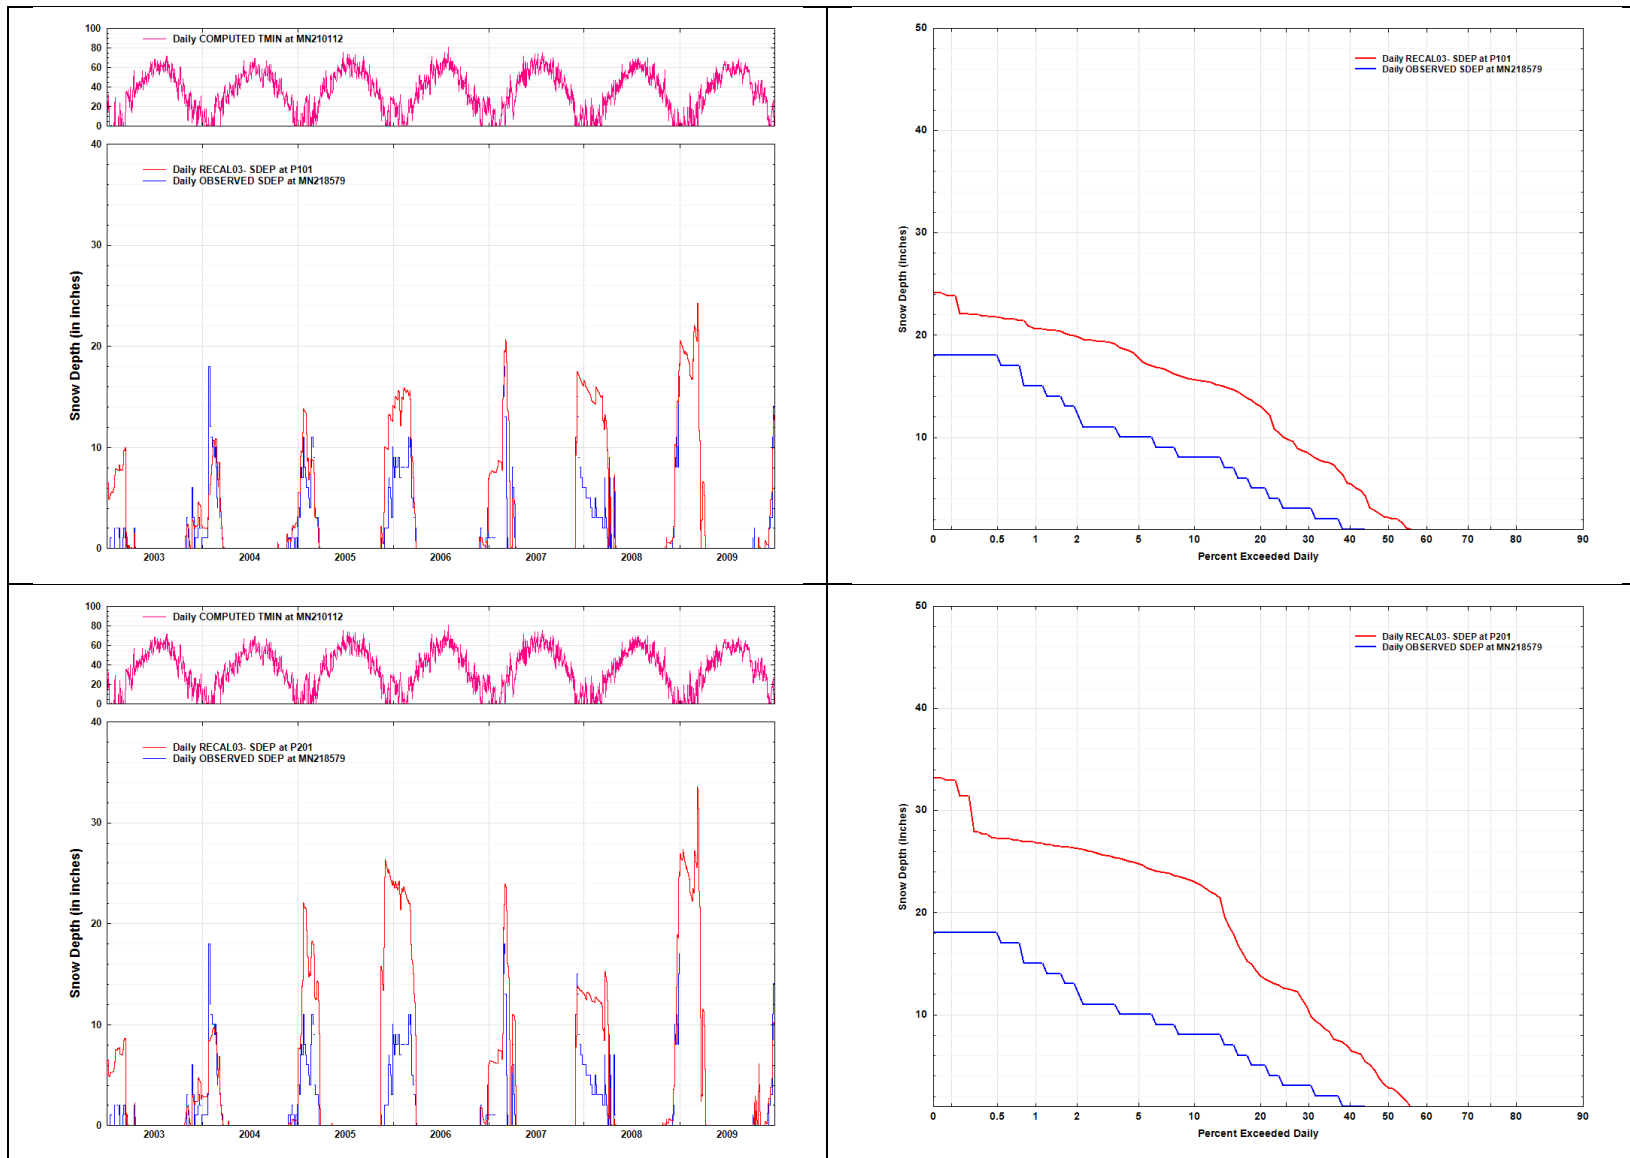 100
80
60
40
20
0
Daily COMPUTED TMIN at MN210112
40
30
20
10
0
Snow Depth (in inches)
Daily RECAL03- SDEP at P101
Daily OBSERVED SDEP at MN218579
2003 2004 2005 2006 2007 2008 2009
50
40
30
20
10
Snow Depth (inches)
Daily RECAL03- SDEP at P101
Daily OBSERVED SDEP at MN218579
0 0.5 1 2 5 10 20 30 40 50 60 70 80 90
Percent Exceeded Daily
100
80
60
40
20
0
Daily COMPUTED TMIN at MN210112
40
30
20
10
0
Snow Depth (in inches)
Daily RECAL03- SDEP at P201
Daily OBSERVED SDEP at MN218579
2003 2004 2005 2006 2007 2008 2009
50
40
30
20
10
Snow Depth (inches)
Daily RECAL03- SDEP at P201
Daily OBSERVED SDEP at MN218579
0 0.5 1 2 5 10 20 30 40 50 60 70 80 90
Percent Exceeded Daily